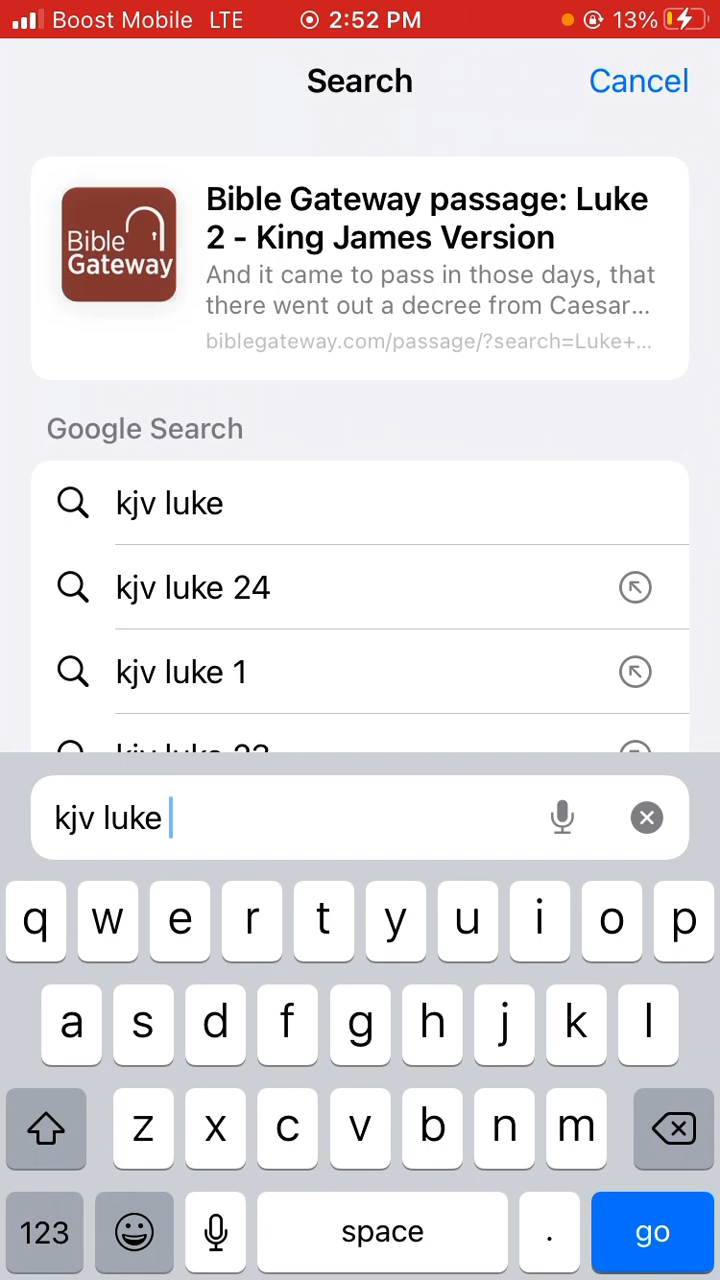 Boost Mobile LTE 2:52 PM 13%
Search Cancel
Bible Gateway
Bible Gateway passage: Luke
2 - King James Version
And it came to pass in those days, that
there went out a decree from Caesar...
biblegateway.com/passage/?search=Luke+...
Google Search
kjv luke
kjv luke 24
kjv luke 1
kjv luke 23
kjv luke
q w e r t y u i o p
a s d f g h j k l
z x c v b n m
123 space . go